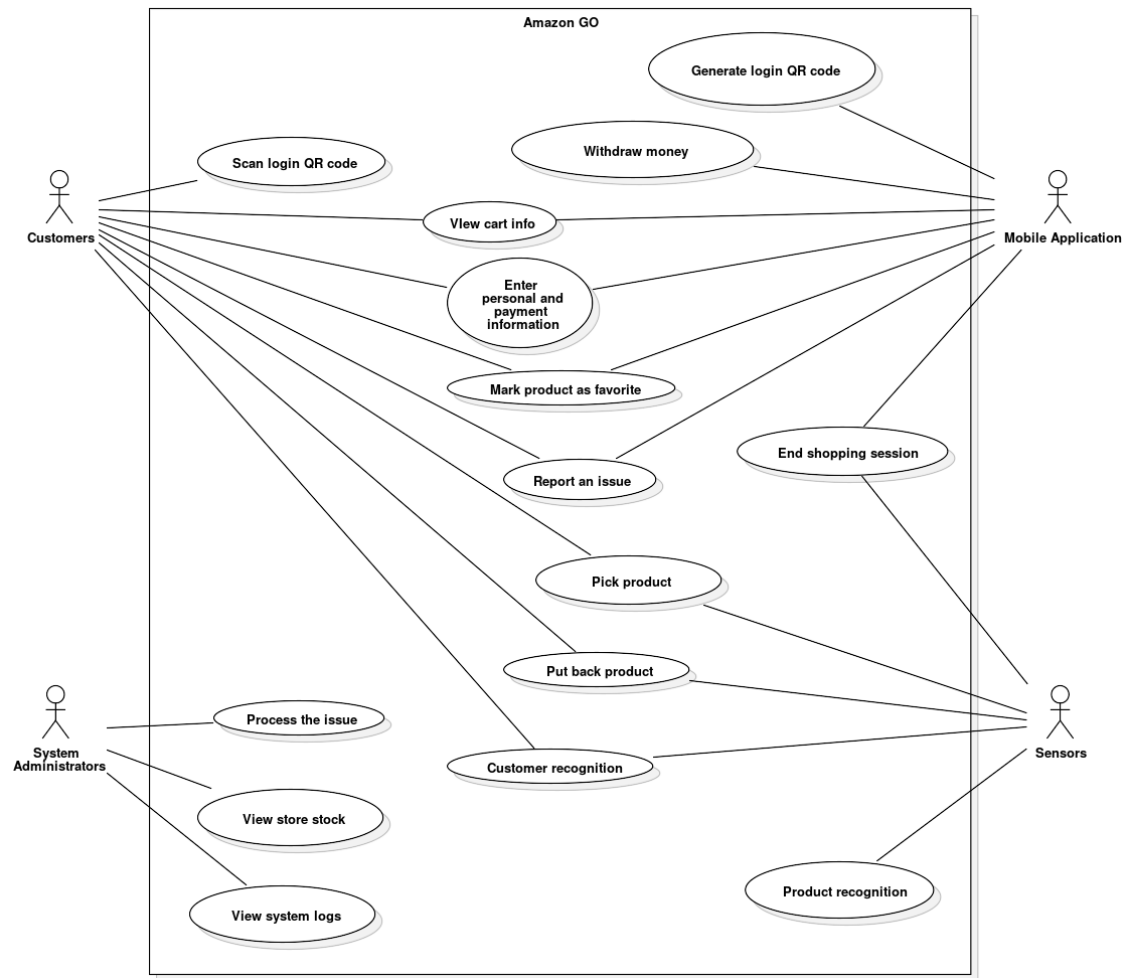 Amazon GO
Generate login QR code
Withdraw money
Scan login QR code
VIew cart info
Customers
Mobile Application
Enter
personal and
payment
information
Mark product as favorite
End shopping session
Report an issue
Pick product
Put back product
Process the issue
System
Administrators
Sensors
Customer recognition
View store stock
Product recognition
View system logs